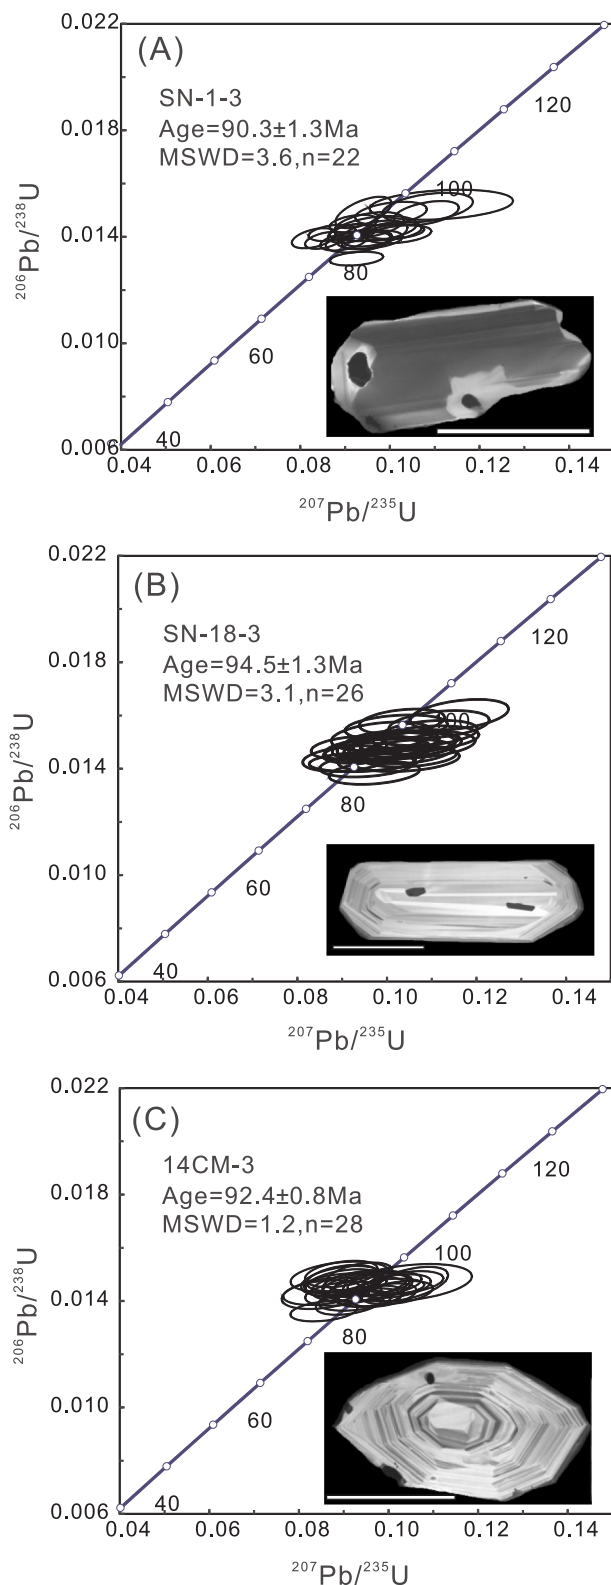 0.022
(A)
SN-1-3
Age=90.3±1.3Ma
MSWD=3.6,n=22
120
0.018
100
0.014
80
60
0.010
40
0.006
0.04 0.06 0.08 0.10 0.12 0.14
206Pb/238U
207Pb/235U
0.022
(B)
SN-18-3
Age=94.5±1.3Ma
MSWD=3.1,n=26
120
0.018
100
0.014
80
60
0.010
40
0.006
0.04 0.06 0.08 0.10 0.12 0.14
206Pb/238U
207Pb/235U
0.022
(C)
14CM-3
Age=92.4±0.8Ma
MSWD=1.2,n=28
120
0.018
100
0.014
80
60
0.010
40
0.006
0.04 0.06 0.08 0.10 0.12 0.14
206Pb/238U
207Pb/235U